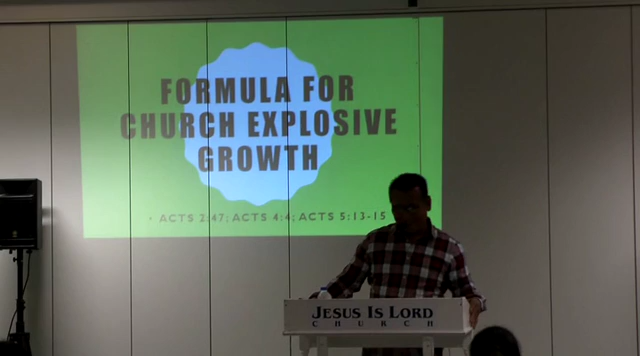 FORMULA FOR
CHURCH EXPLOSIVE
GROWTH
• ACTS 2:47; ACTS 4:4; ACTS 5:13-15
JESUS IS LORD
CHURCH